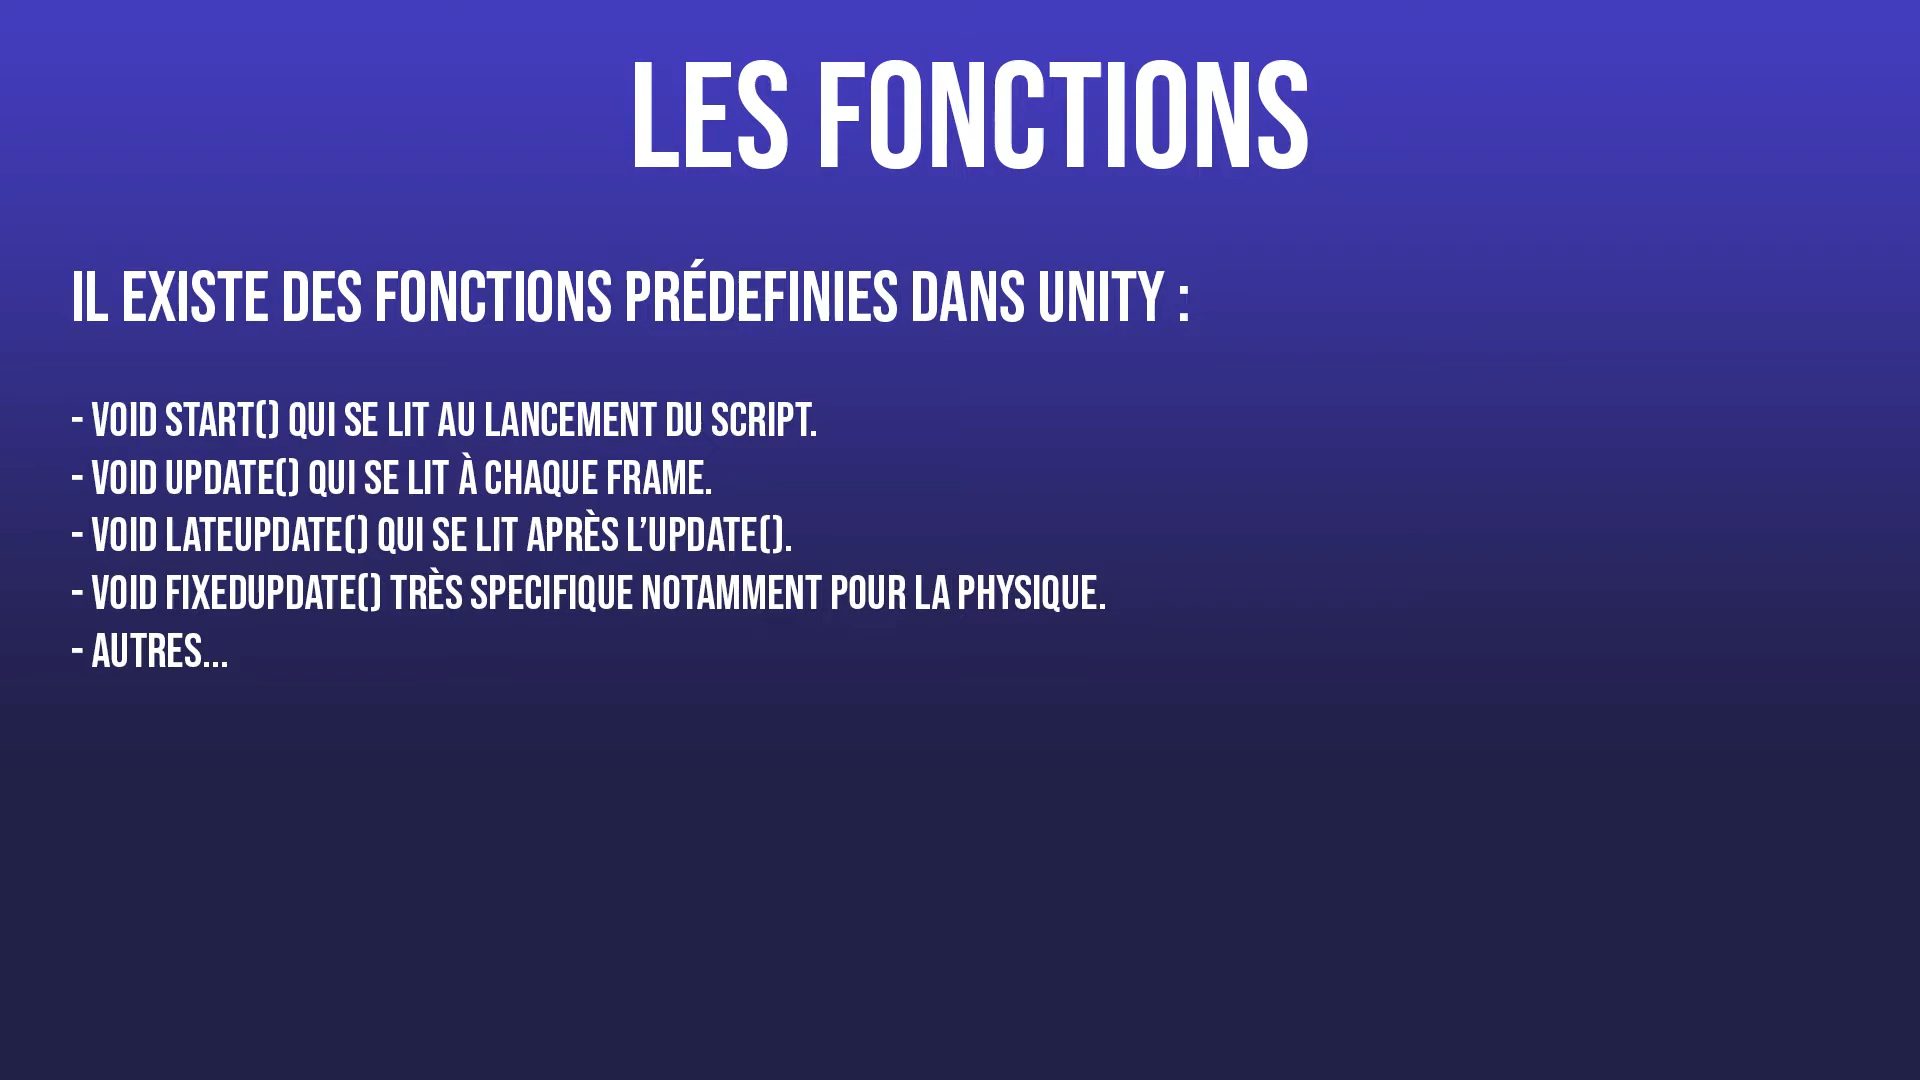 LES FONCTIONS
IL EXISTE DES FONCTIONS PRÉDEFINIES DANS UNITY :
- VOID START() QUI SE LIT AU LANCEMENT DU SCRIPT.
- VOID UPDATE() QUI SE LIT À CHAQUE FRAME.
- VOID LATEUPDATE() QUI SE LIT APRÈS L’UPDATE().
- VOID FIXEDUPDATE() TRÈS SPECIFIQUE NOTAMMENT POUR LA PHYSIQUE.
- AUTRES...